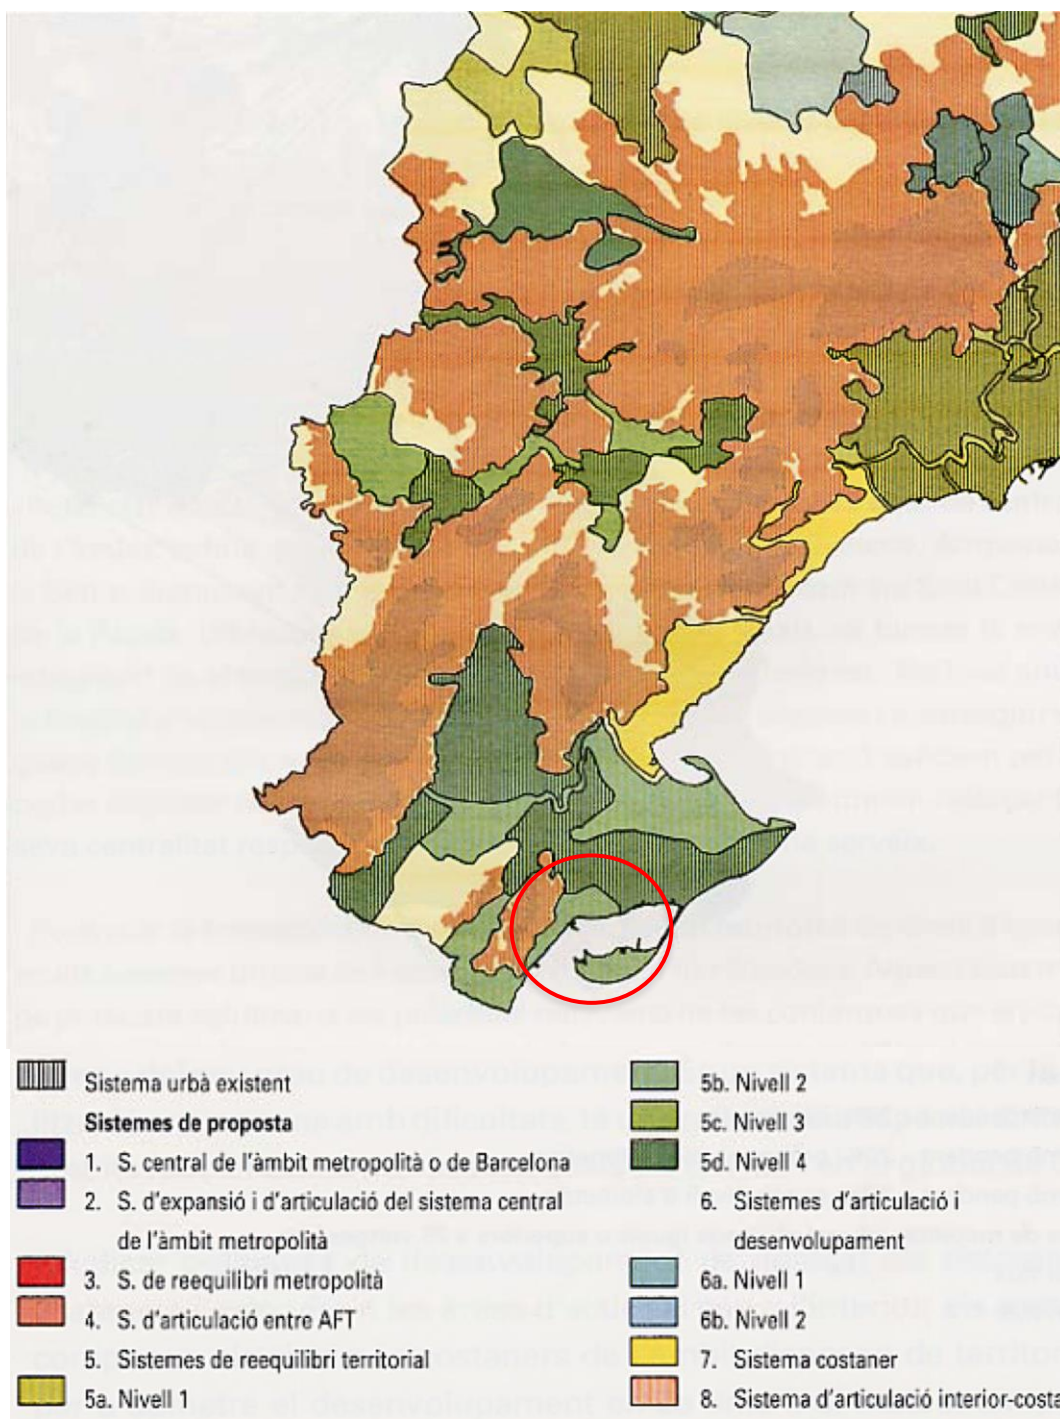 Sistema urbà existent
Sistemes de proposta
1. S. central de l'àmbit metropolità o de Barcelona
2. S. d'expansió i d'articulació del sistema central
de l'àmbit metropolità
3. S. de reequilibri metropolità
4. S. d'articulació entre AFT
5. Sistemes de reequilibri territorial
5a. Nivell 1
5b. Nivell 2
5c. Nivell 3
5d. Nivell 4
6. Sistemes d'articulació i
desenvolupament
6a. Nivell 1
6b. Nivell 2
7. Sistema costaner
8. Sistema d'articulació interior-costa